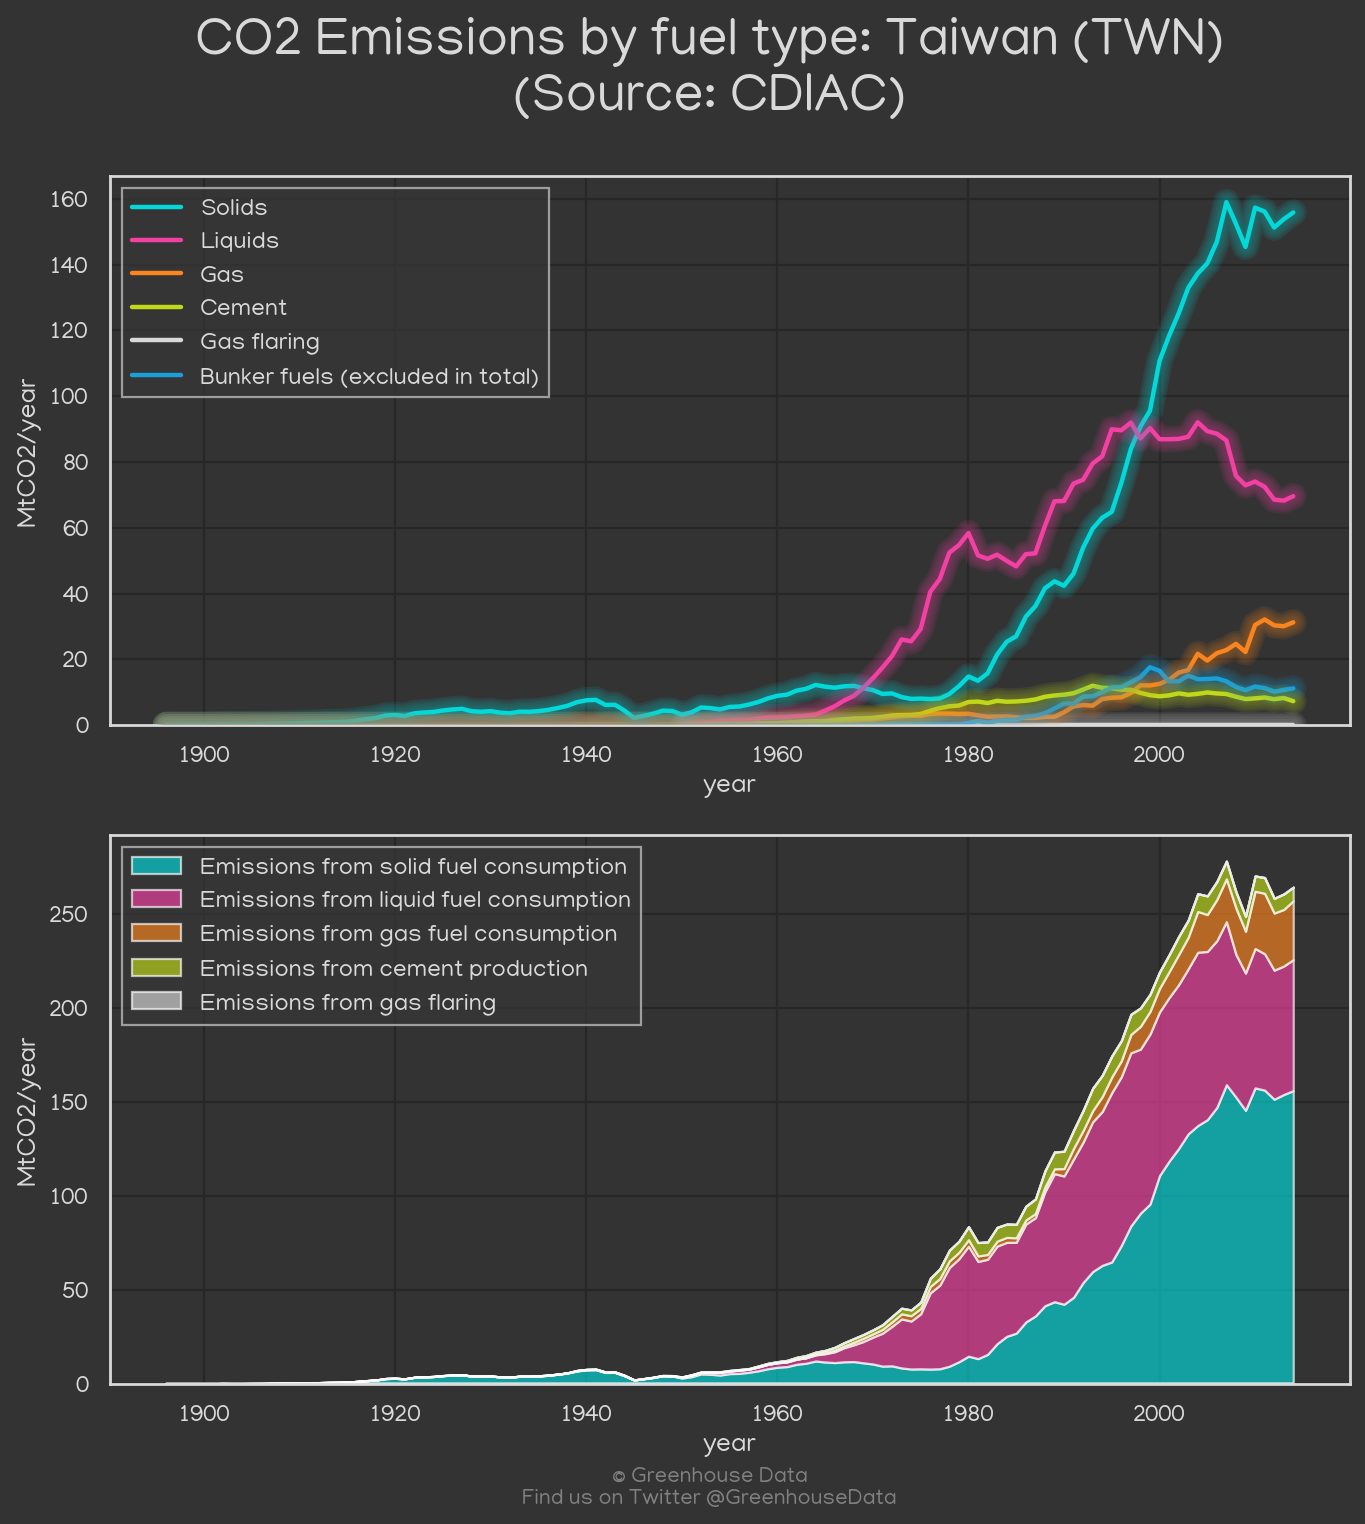 CO2 Emissions by fuel type: Taiwan (TWN)
(Source: CDIAC)
160
140
120
100
80
60
40
20
0
MtCO2/year
Solids
Liquids
Gas
Cement
Gas flaring
Bunker fuels (excluded in total)
1900 1920 1940 1960 1980 2000
year
250
200
150
100
50
0
MtCO2/year
Emissions from solid fuel consumption
Emissions from liquid fuel consumption
Emissions from gas fuel consumption
Emissions from cement production
Emissions from gas flaring
1900 1920 1940 1960 1980 2000
year
© Greenhouse Data
Find us on Twitter @GreenhouseData